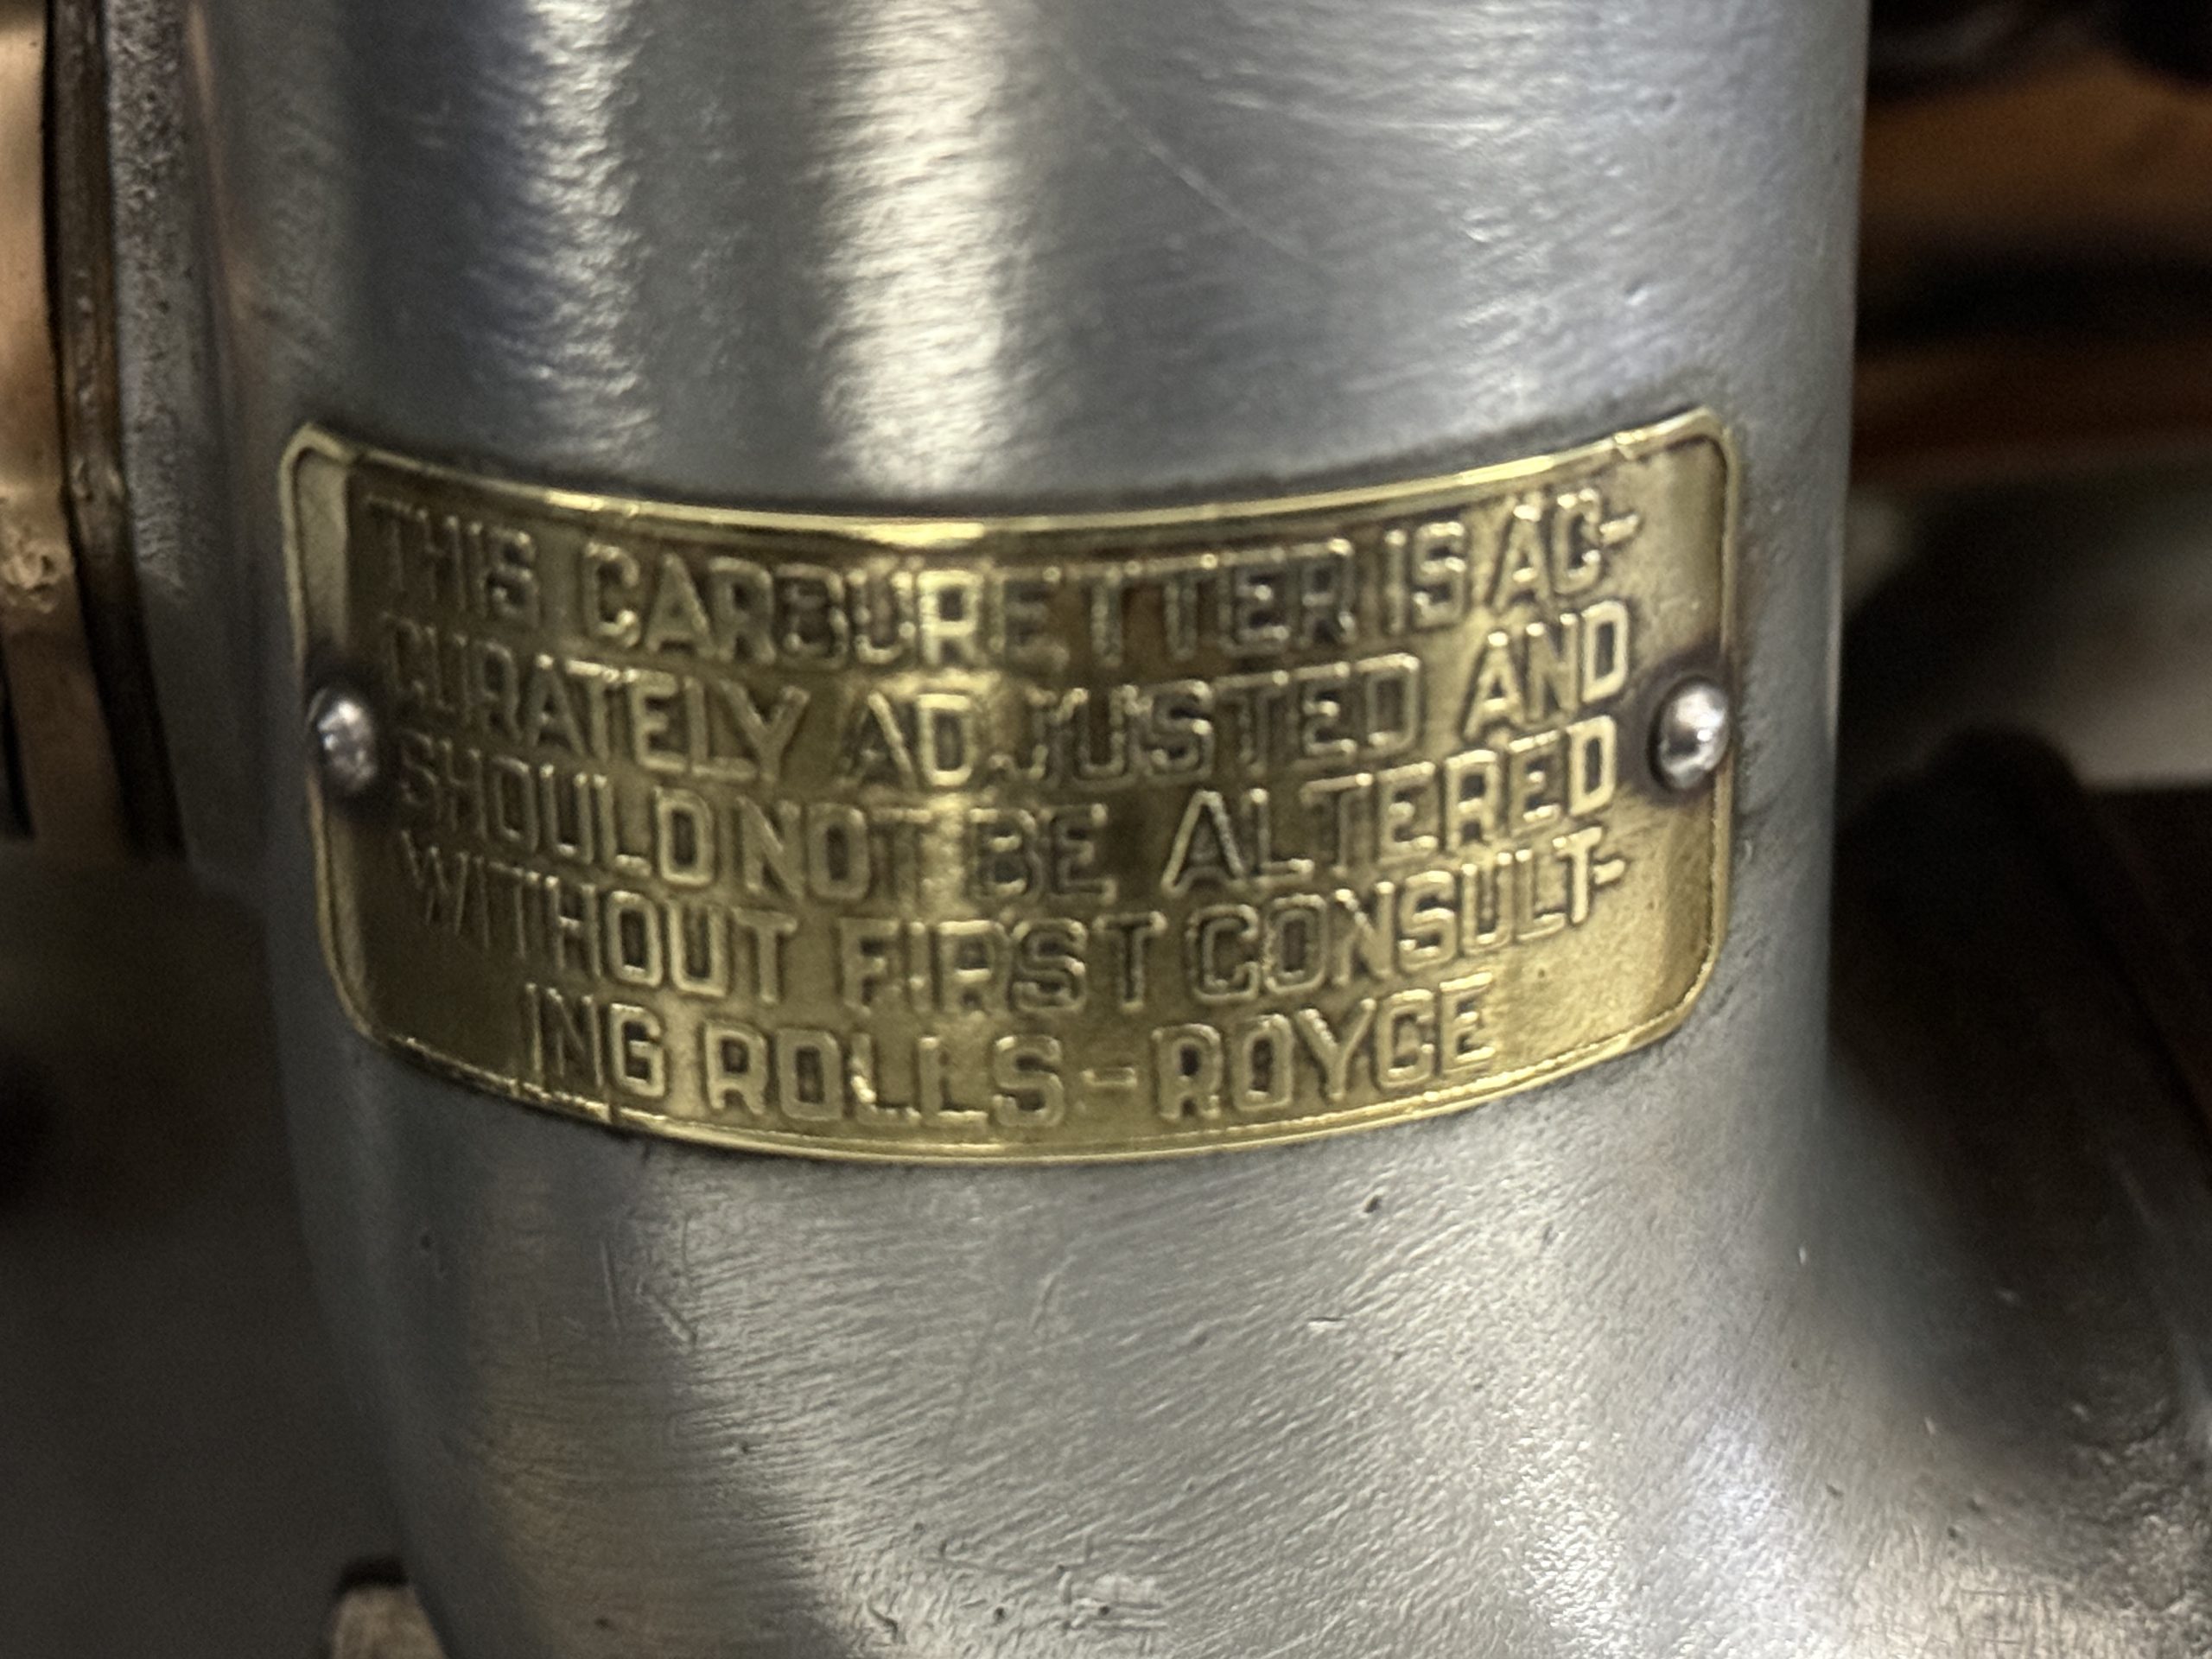 THIS CARBURETTER IS AC-
CURATELY ADJUSTED AND
SHOULD NOT BE ALTERED
WITHOUT FIRST CONSULT-
ING ROLLS-ROYCE